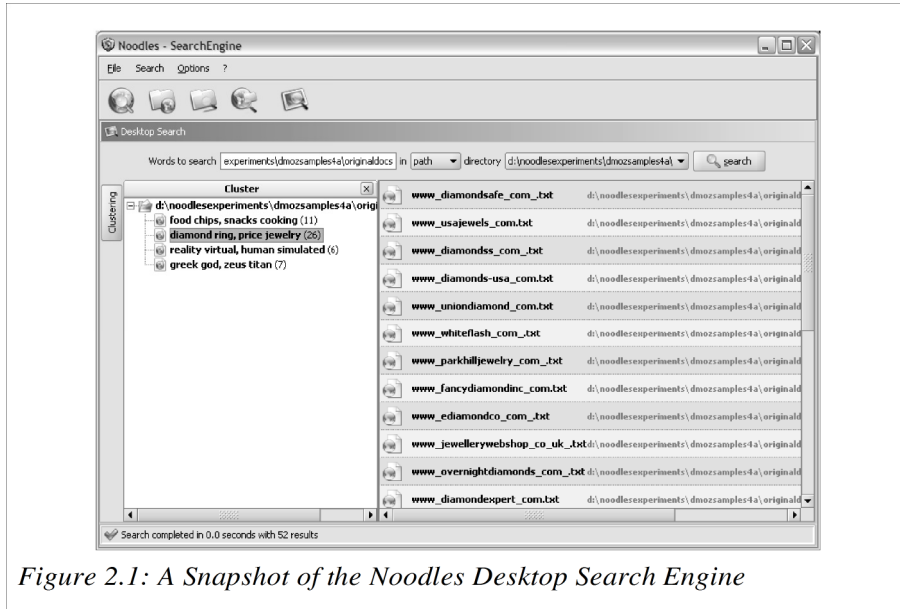 Noodles - SearchEngine
File Search Options ?
Desktop Search
Words to search experiments\dmozsamples4a\originaldocs in path directory d:\noodlesexperiments\dmozsamples4a\ search
Clustering
Cluster
d:\noodlesexperiments\dmozsamples4a\origi
food chips, snacks cooking (11)
diamond ring, price jewelry (26)
reality virtual, human simulated (6)
greek god, zeus titan (7)
www_diamondsafe_com_.txt d:\noodlesexperiments\dmozsamples4a\originald
www_usajewels_com.txt d:\noodlesexperiments\dmozsamples4a\originald
www_diamondss_com_.txt d:\noodlesexperiments\dmozsamples4a\originald
www_diamonds-usa_com.txt d:\noodlesexperiments\dmozsamples4a\originald
www_uniondiamond_com.txt d:\noodlesexperiments\dmozsamples4a\originald
www_whiteflash_com_.txt d:\noodlesexperiments\dmozsamples4a\originald
www_parkhilljewelry_com_.txt d:\noodlesexperiments\dmozsamples4a\originald
www_fancydiamondinc_com.txt d:\noodlesexperiments\dmozsamples4a\originald
www_ediamondco_com_.txt d:\noodlesexperiments\dmozsamples4a\originald
www_jewellerywebshop_co_uk_.txt d:\noodlesexperiments\dmozsamples4a\originald
www_overnightdiamonds_com_.txt d:\noodlesexperiments\dmozsamples4a\originald
www_diamondexpert_com.txt d:\noodlesexperiments\dmozsamples4a\originald
Search completed in 0.0 seconds with 52 results
Figure 2.1: A Snapshot of the Noodles Desktop Search Engine